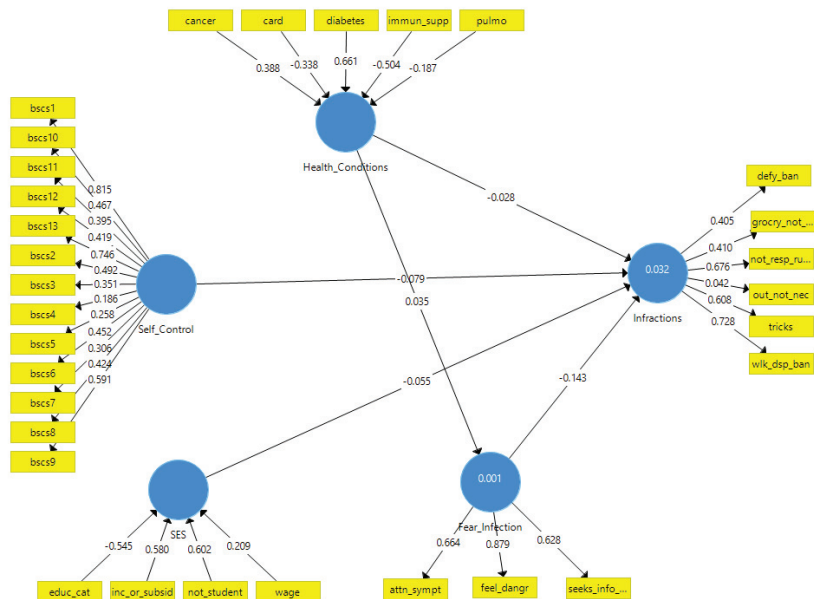 cancer card diabetes immun_supp pulmo
0.388 -0.338 0.661 -0.504 -0.187
Health_Conditions
bscs1
bscs10
bscs11
bscs12
bscs13
bscs2
bscs3
bscs4
bscs5
bscs6
bscs7
bscs8
bscs9
0.815
0.467
0.395
0.419
0.746
0.492
0.351
0.186
0.258
0.452
0.306
0.424
0.591
Self_Control
-0.028
-0.079
0.035
-0.055
-0.143
0.032
Infractions
0.405
0.410
0.676
0.042
0.608
0.728
defy_ban
grocry_not_...
not_resp_ru...
out_not_nec
tricks
wlk_dsp_ban
SES
-0.545 0.580 0.602 0.209
educ_cat inc_or_subsid not_student wage
0.001
Fear_Infection
0.664 0.879 0.628
attn_sympt feel_dangr seeks_info_...